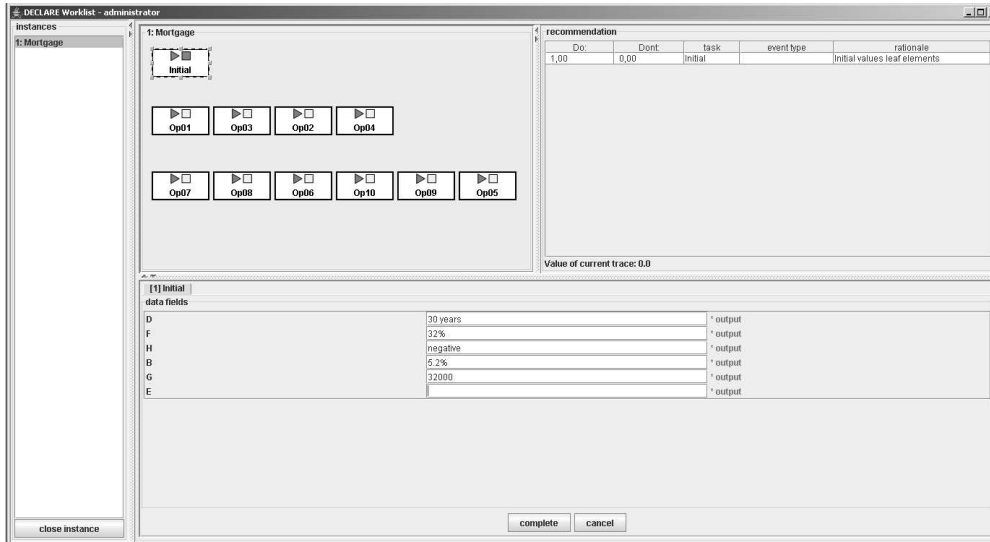 DECLARE Worklist - administrator
instances
1: Mortgage
close instance
1: Mortgage
Initial
Op01 Op03 Op02 Op04
Op07 Op08 Op06 Op10 Op09 Op05
recommendation
Do: Dont: task event type rationale
1,00 0,00 Initial Initial values leaf elements
Value of current trace: 0.0
[1] Initial
data fields
D 30 years * output
F 32% * output
H negative * output
B 5.2% * output
G 32000 * output
E * output
complete cancel